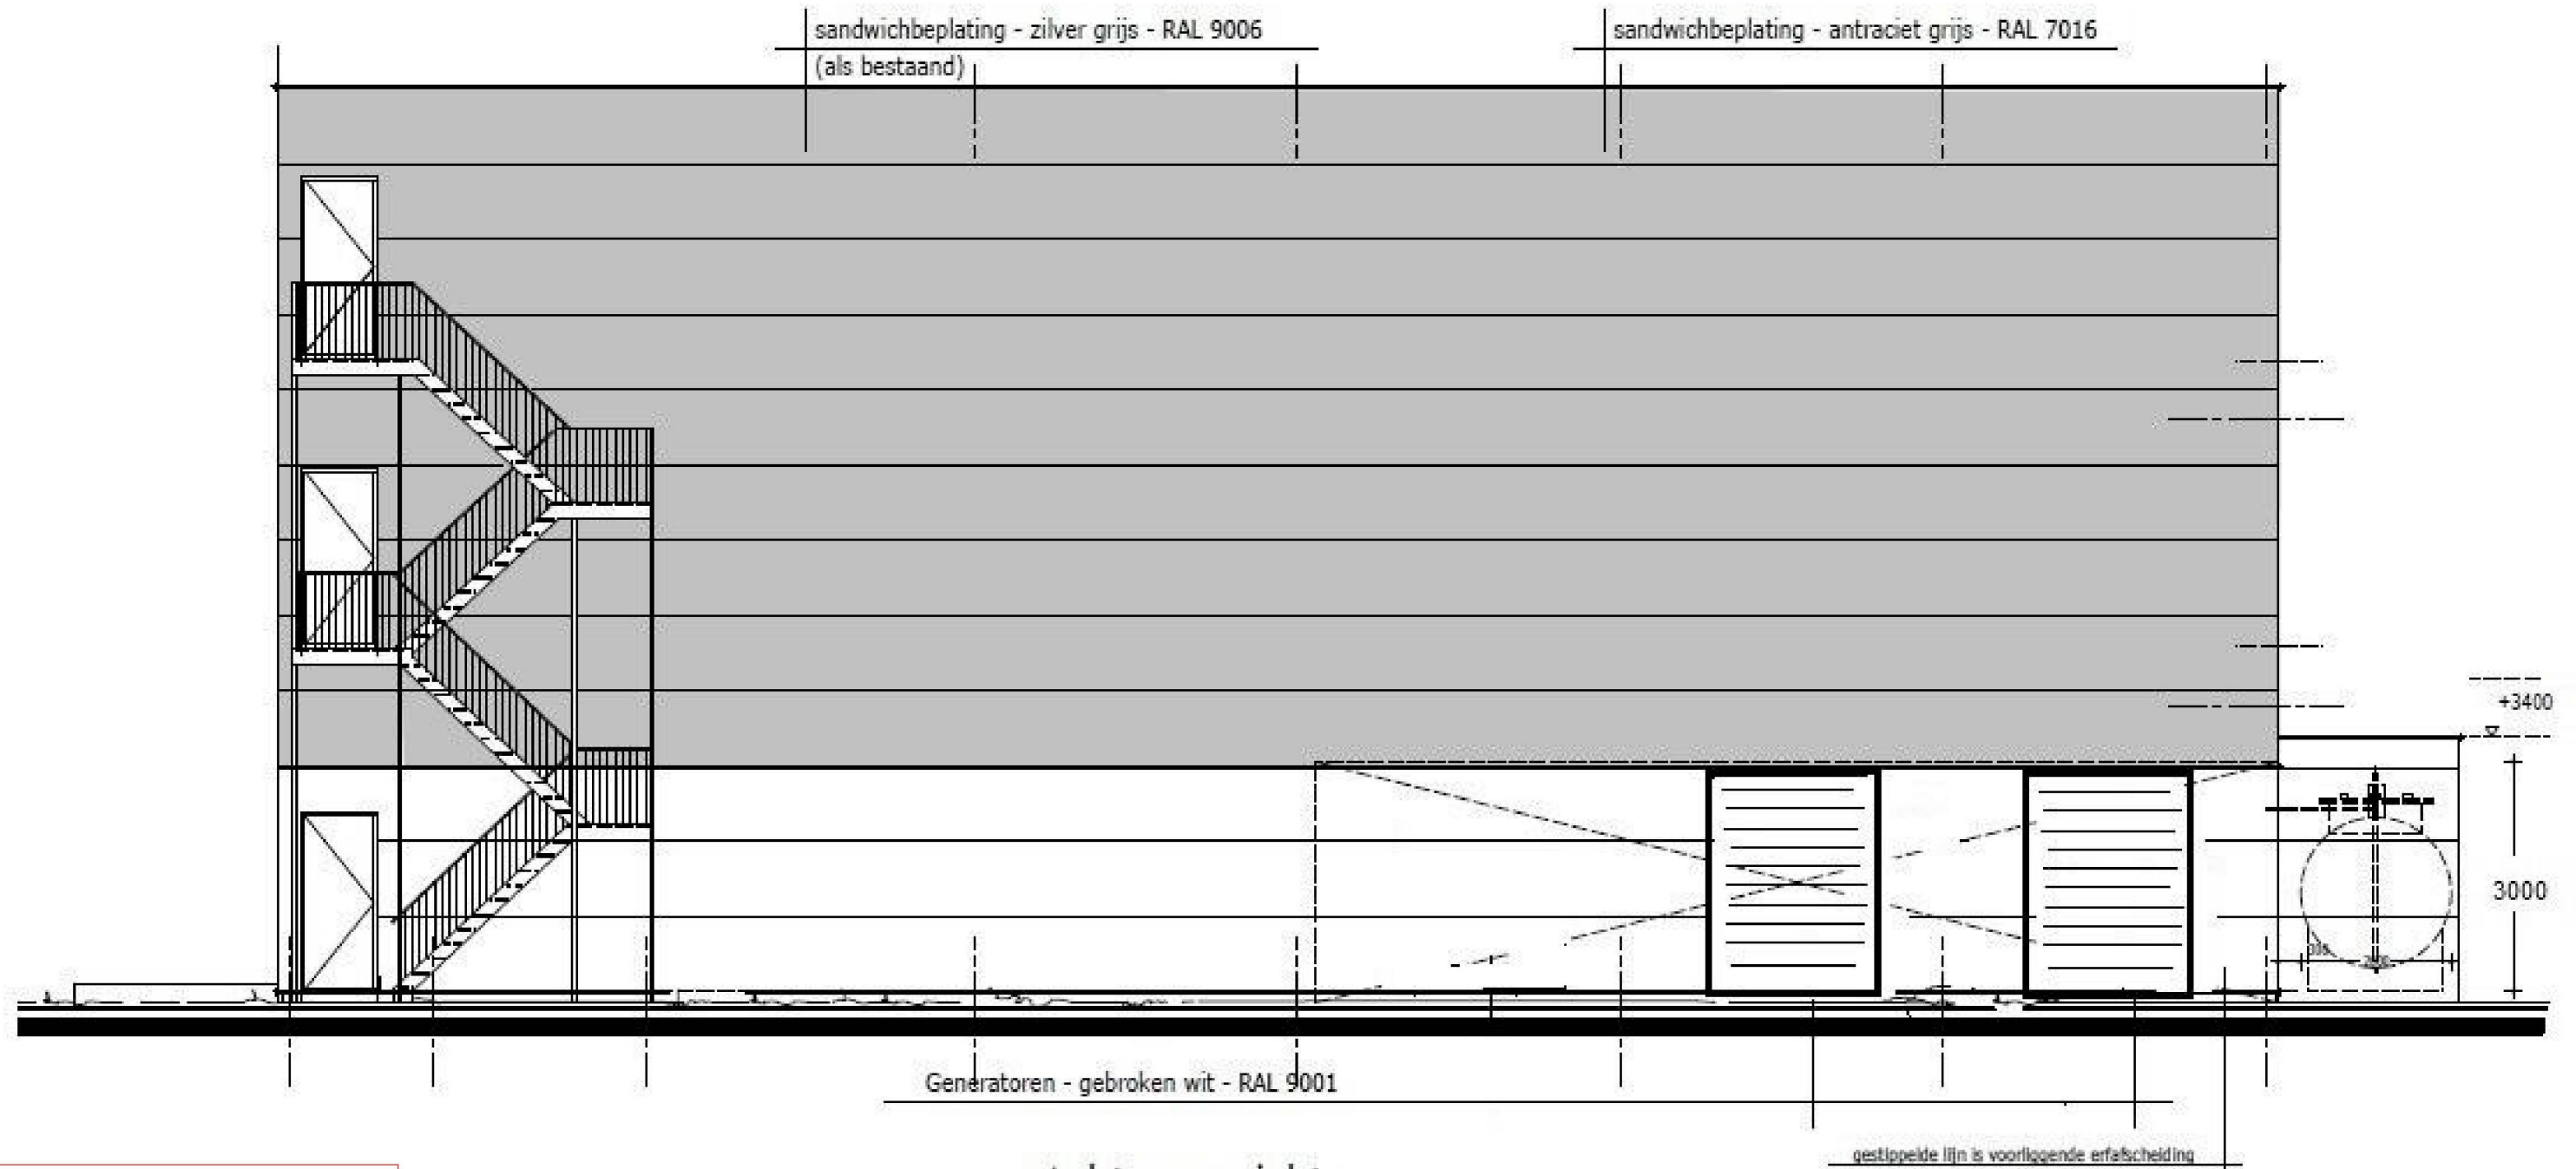 sandwichbeplating - zilver grijs - RAL 9006
(als bestaand)
sandwichbeplating - antraciet grijs - RAL 7016
+3400
3000
Generatoren - gebroken wit - RAL 9001
gestippelde lijn is voorliggende erfafscheiding